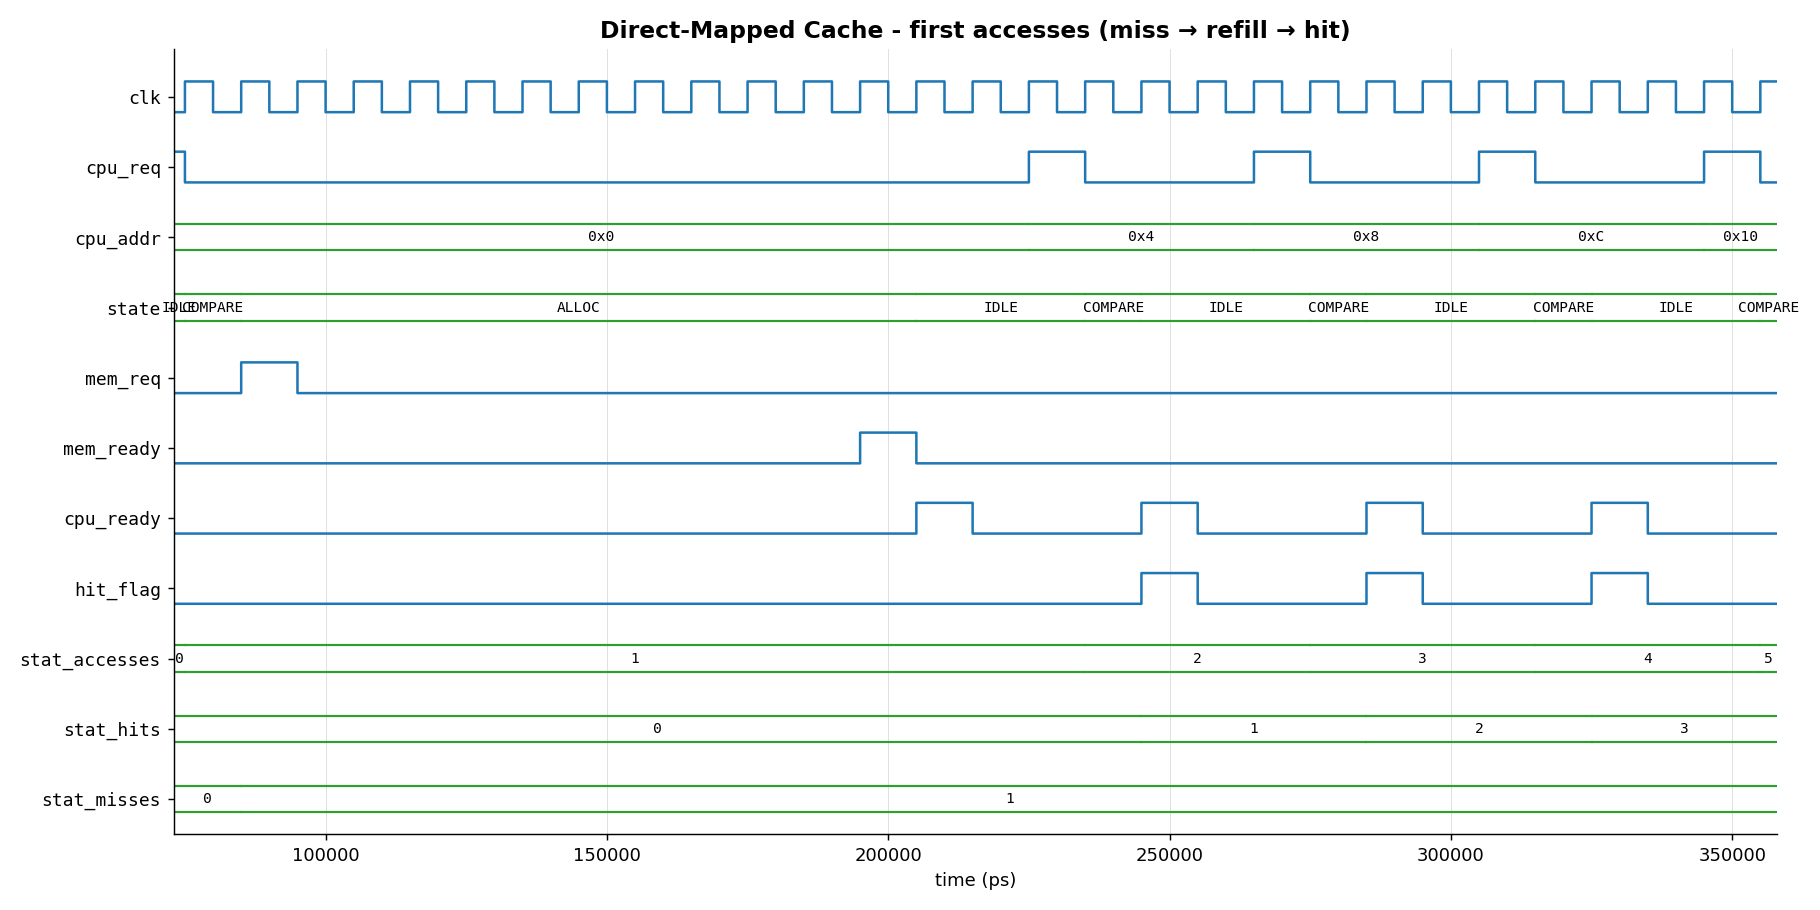 Direct-Mapped Cache - first accesses (miss → refill → hit)
clk
cpu_req
cpu_addr 0x0 0x4 0x8 0xC 0x10
state IDLE COMPARE ALLOC IDLE COMPARE IDLE COMPARE IDLE COMPARE IDLE COMPARE
mem_req
mem_ready
cpu_ready
hit_flag
stat_accesses 0 1 2 3 4 5
stat_hits 0 1 2 3
stat_misses 0 1
100000 150000 200000 250000 300000 350000
time (ps)